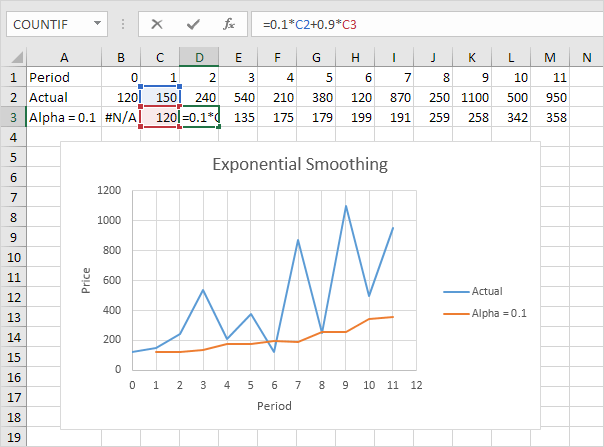 COUNTIF fx =0.1*C2+0.9*C3
A B C D E F G H I J K L M N
1 Period 0 1 2 3 4 5 6 7 8 9 10 11
2 Actual 120 150 240 540 210 380 120 870 250 1100 500 950
3 Alpha = 0.1 #N/A 120 =0.1*C 135 175 179 199 191 259 258 342 358
4
5
6
7
8
9
10
11
12
13
14
15
16
17
18
19
Exponential Smoothing
1200
1000
800
600
400
200
0
Price
0 1 2 3 4 5 6 7 8 9 10 11 12
Period
Actual
Alpha = 0.1